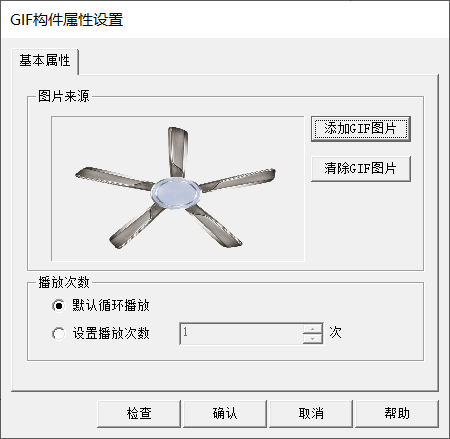 GIF构件属性设置
基本属性
图片来源
添加GIF图片
清除GIF图片
播放次数
默认循环播放
设置播放次数 1 次
检查 确认 取消 帮助